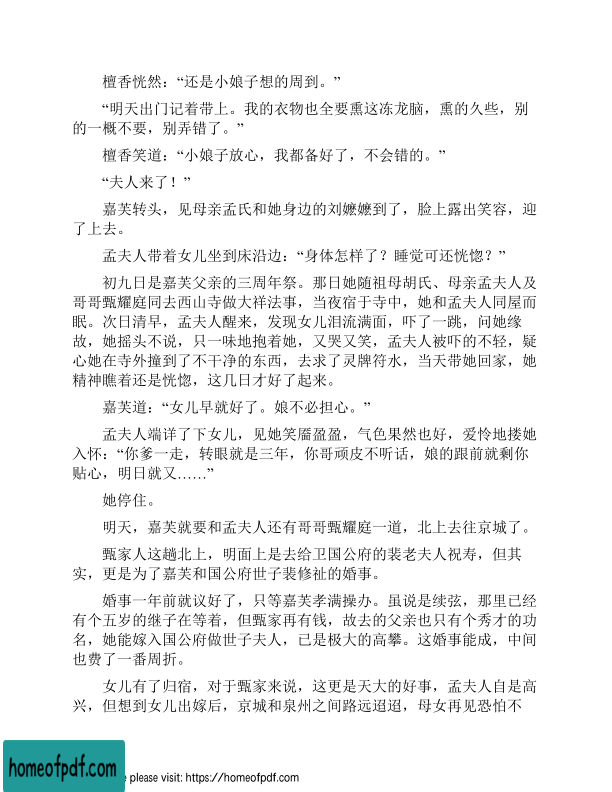 檀香恍然：“还是小娘子想的周到。”
“明天出门记着带上。我的衣物也全要熏这冻龙脑，熏的久些，别
的一概不要，别弄错了。”
檀香笑道：“小娘子放心，我都备好了，不会错的。”
“夫人来了！”
嘉芙转头，见母亲孟氏和她身边的刘嬷嬷到了，脸上露出笑容，迎
了上去。
孟夫人带着女儿坐到床沿边：“身体怎样了？睡觉可还恍惚？”
初九日是嘉芙父亲的三周年祭。那日她随祖母胡氏、母亲孟夫人及
哥哥甄耀庭同去西山寺做大祥法事，当夜宿于寺中，她和孟夫人同屋而
眠。次日清早，孟夫人醒来，发现女儿泪流满面，吓了一跳，问她缘
故，她摇头不说，只一味地抱着她，又哭又笑，孟夫人被吓的不轻，疑
心她在寺外撞到了不干净的东西，去求了灵牌符水，当天带她回家，她
精神瞧着还是恍惚，这几日才好了起来。
嘉芙道：“女儿早就好了。娘不必担心。”
孟夫人端详了下女儿，见她笑靥盈盈，气色果然也好，爱怜地搂她
入怀：“你爹一走，转眼就是三年，你哥顽皮不听话，娘的跟前就剩你
贴心，明日就又……”
她停住。
明天，嘉芙就要和孟夫人还有哥哥甄耀庭一道，北上去往京城了。
甄家人这趟北上，明面上是去给卫国公府的裴老夫人祝寿，但其
实，更是为了嘉芙和国公府世子裴修祉的婚事。
婚事一年前就议好了，只等嘉芙孝满操办。虽说是续弦，那里已经
有个五岁的继子在等着，但甄家再有钱，故去的父亲也只有个秀才的功
名，她能嫁入国公府做世子夫人，已是极大的高攀。这婚事能成，中间
也费了一番周折。
女儿有了归宿，对于甄家来说，这更是天大的好事，孟夫人自是高
兴，但想到女儿出嫁后，京城和泉州之间路远迢迢，母女再见恐怕不
homeofpdf.com
e please visit: https://homeofpdf.com